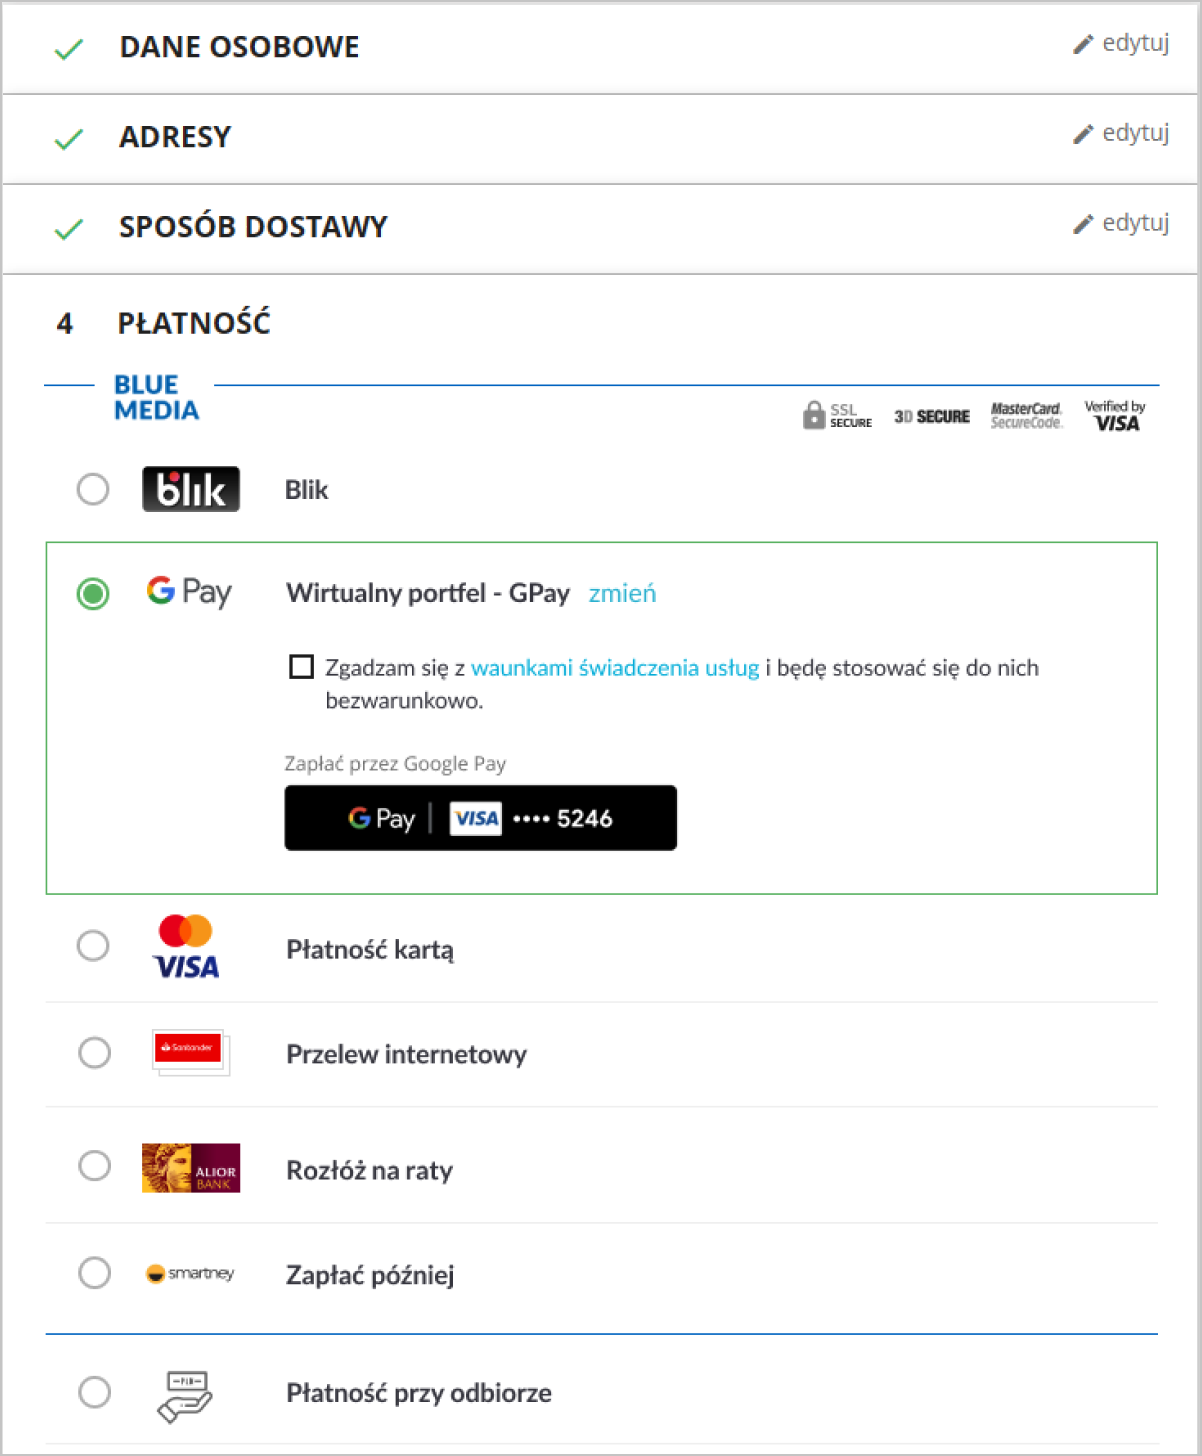 DANE OSOBOWE
edytuj
ADRESY
edytuj
SPOSÓB DOSTAWY
edytuj
4 PŁATNOŚĆ
BLUE
MEDIA
SSL
SECURE
3D SECURE
MasterCard.
SecureCode.
Verified by
VISA
blik
Blik
G Pay
Wirtualny portfel - GPay zmień
Zgadzam się z waunkami świadczenia usług i będę stosować się do nich
bezwarunkowo.
Zapłać przez Google Pay
G Pay | VISA •••• 5246
VISA
Płatność kartą
Santander
Przelew internetowy
ALIOR
BANK
Rozłóż na raty
smartney
Zapłać później
PLN
Płatność przy odbiorze